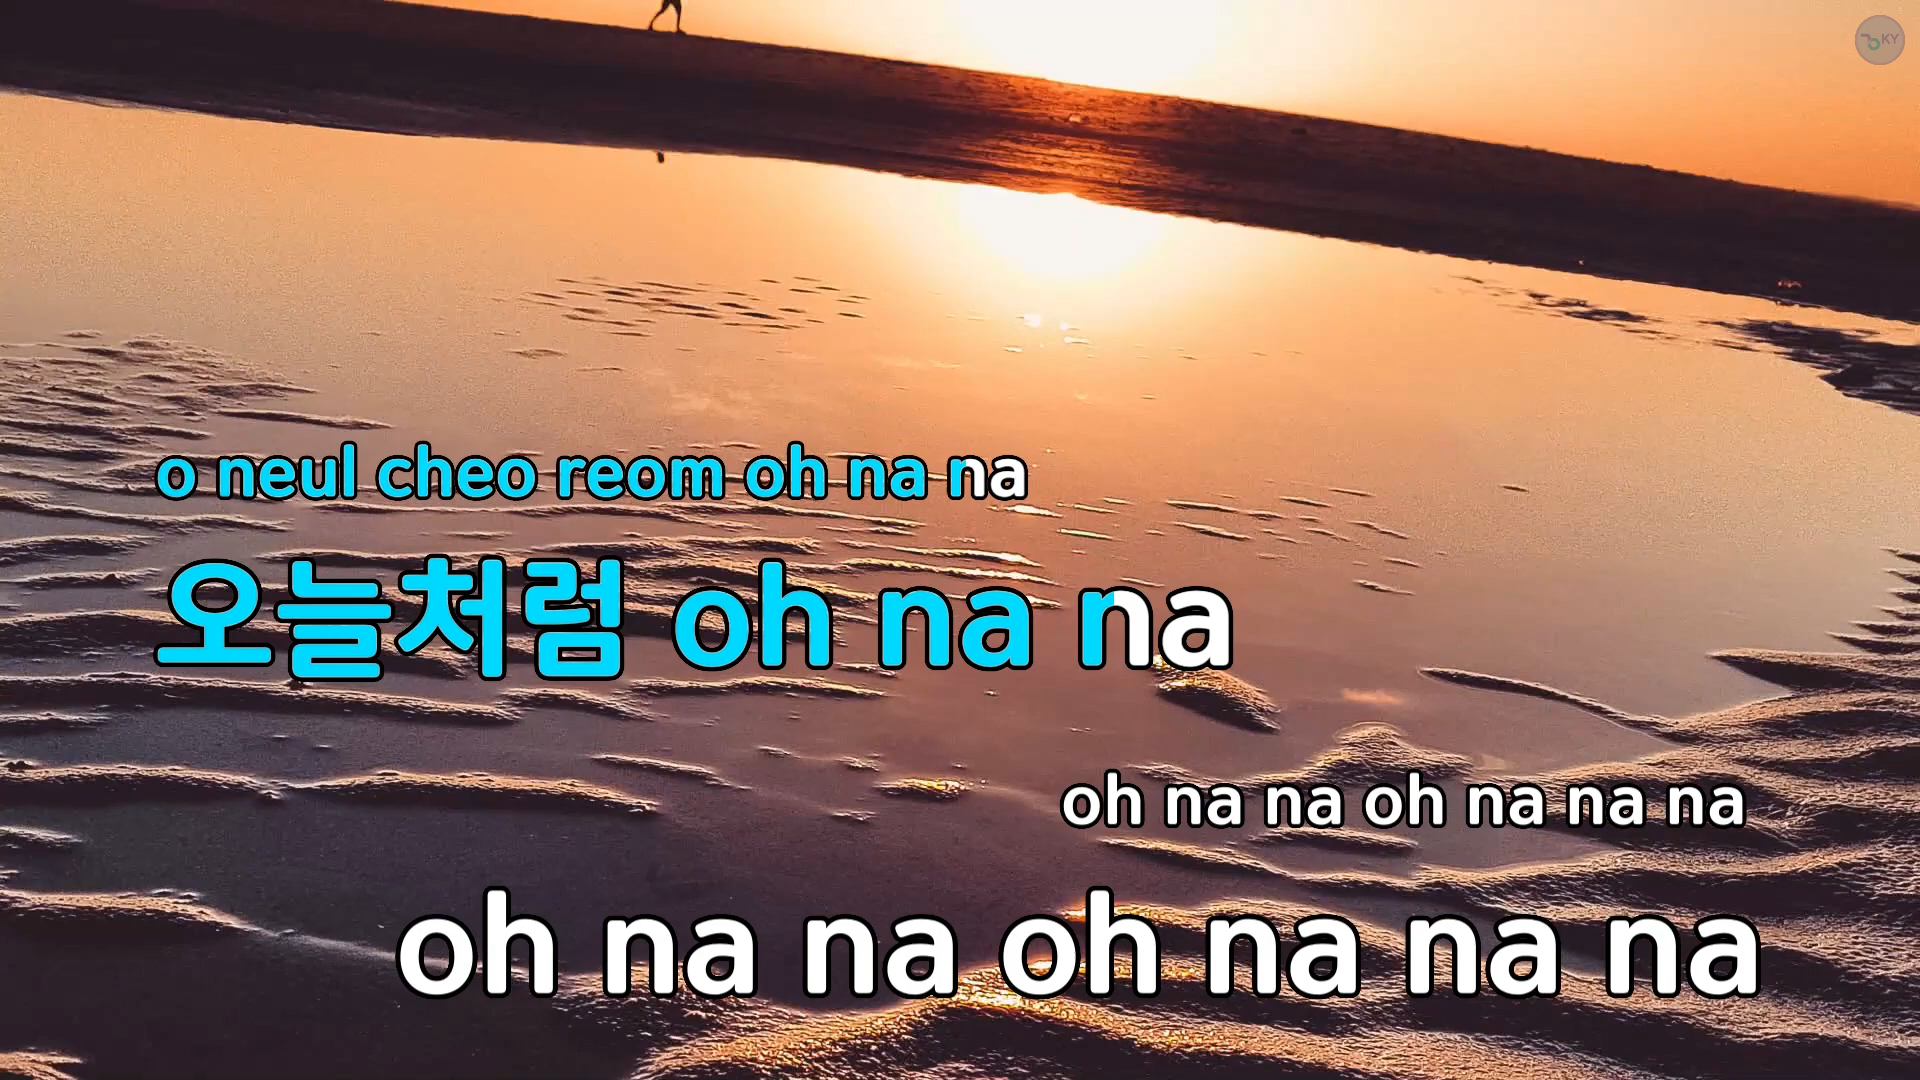 KY
o neul cheo reom oh na na
오늘처럼 oh na na
oh na na oh na na na
oh na na oh na na na